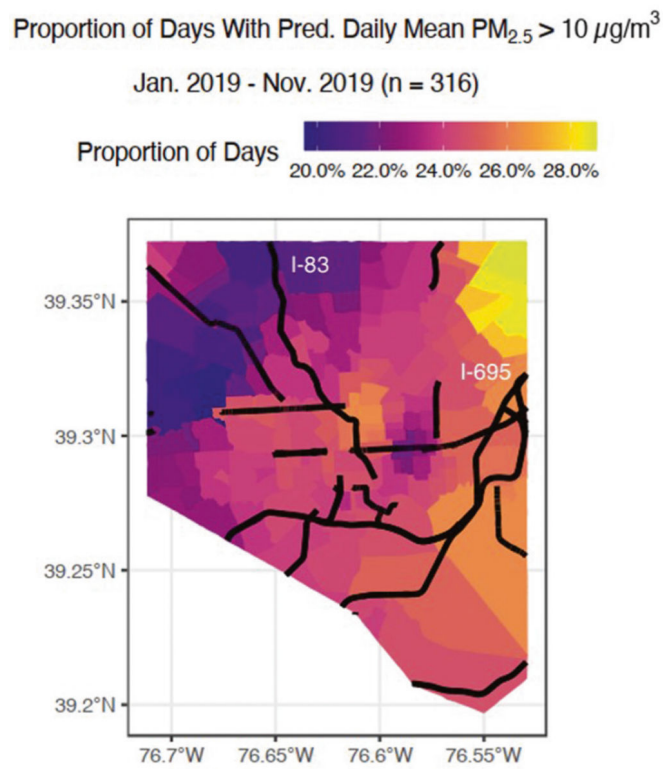 Proportion of Days With Pred. Daily Mean PM2.5 > 10 µg/m3
Jan. 2019 - Nov. 2019 (n = 316)
Proportion of Days
20.0% 22.0% 24.0% 26.0% 28.0%
I-83
39.35°N
I-695
39.3°N
39.25°N
39.2°N
76.7°W 76.65°W 76.6°W 76.55°W